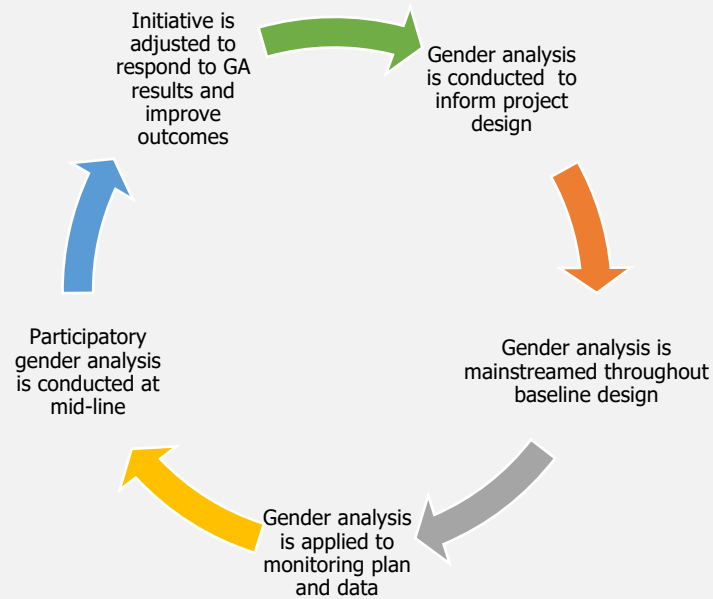 Initiative is
adjusted to
respond to GA
results and
improve
outcomes
Gender analysis
is conducted to
inform project
design
Gender analysis is
mainstreamed throughout
baseline design
Gender analysis
is applied to
monitoring plan
and data
Participatory
gender analysis
is conducted at
mid-line